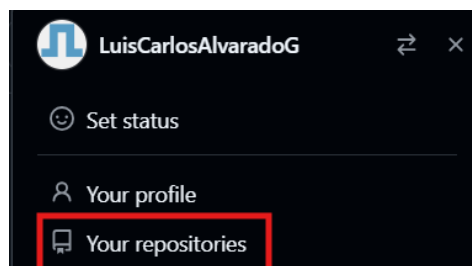 LuisCarlosAlvaradoG
Set status
Your profile
Your repositories